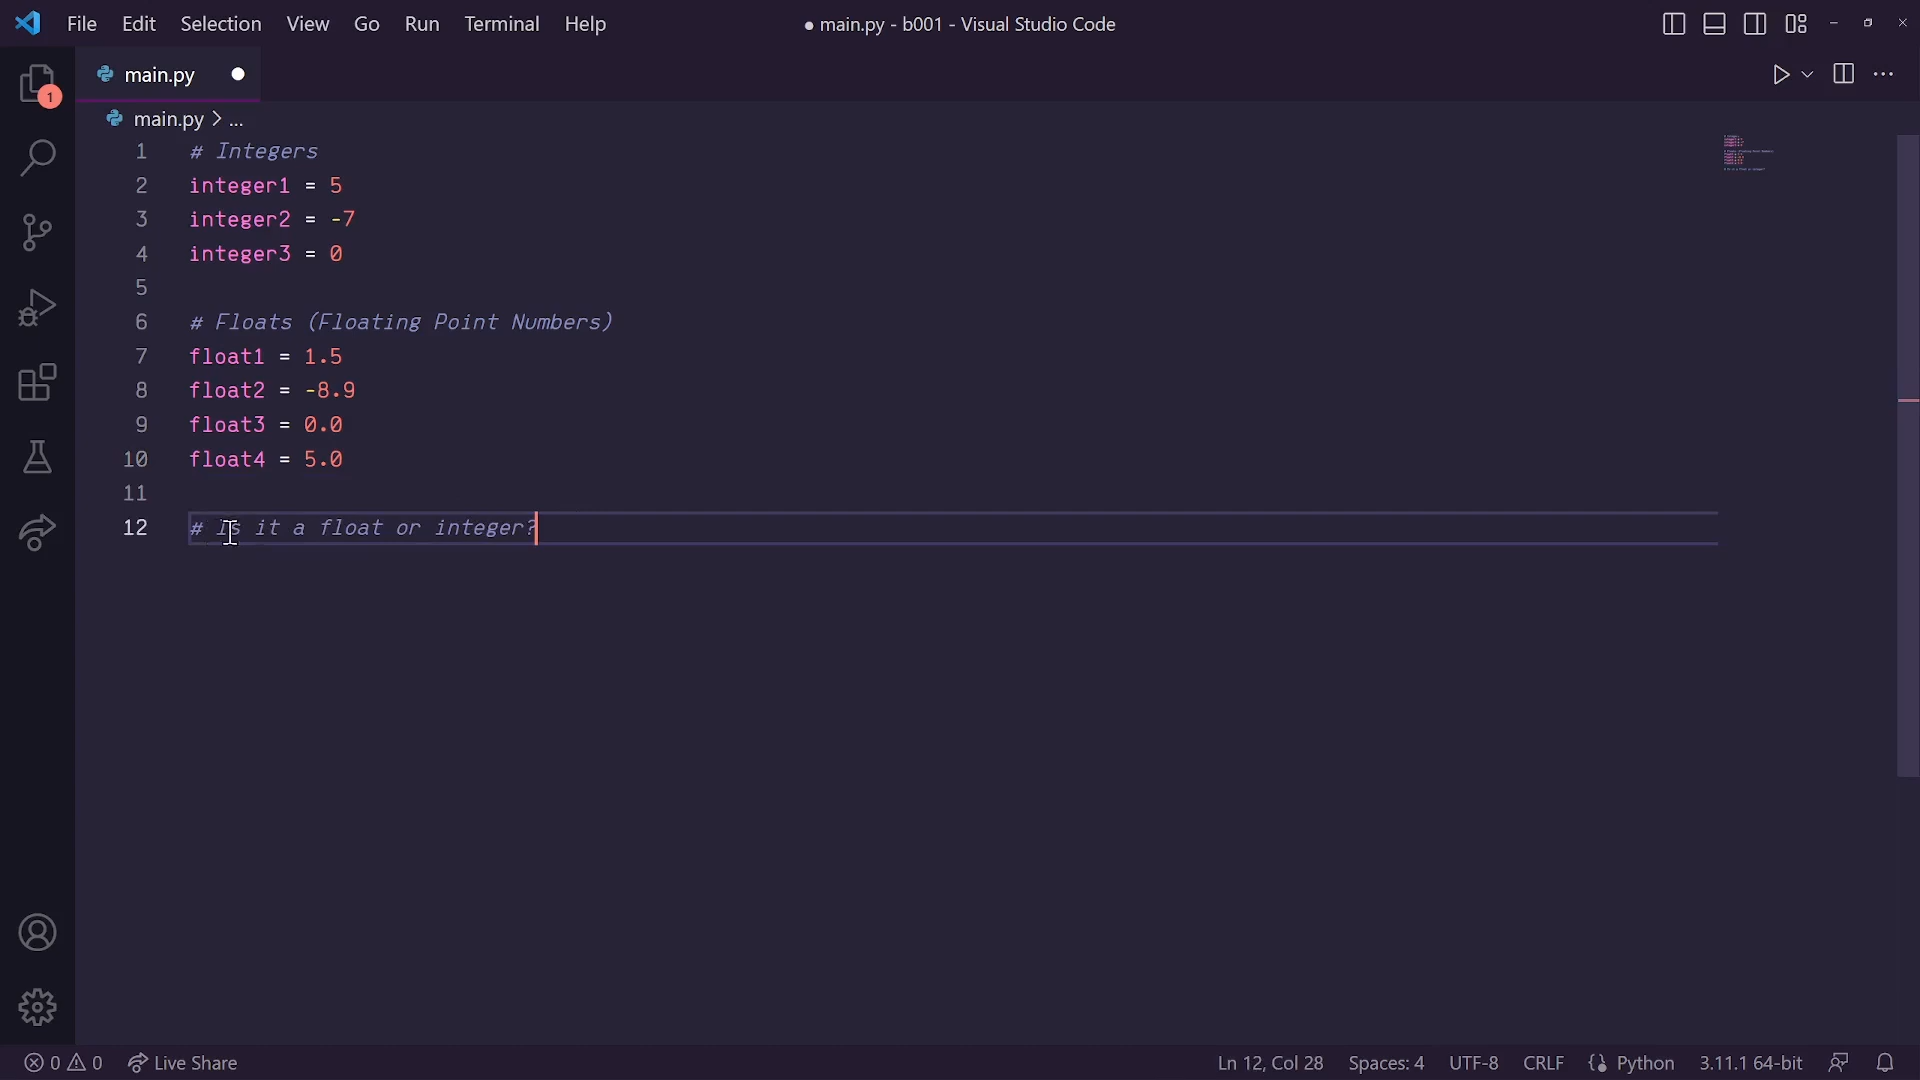 File Edit Selection View Go Run Terminal Help
● main.py - b001 - Visual Studio Code
1
main.py
main.py > ...
1 # Integers
2 integer1 = 5
3 integer2 = -7
4 integer3 = 0
5
6 # Floats (Floating Point Numbers)
7 float1 = 1.5
8 float2 = -8.9
9 float3 = 0.0
10 float4 = 5.0
11
12 # is it a float or integer?
0 0 Live Share Ln 12, Col 28 Spaces: 4 UTF-8 CRLF Python 3.11.1 64-bit